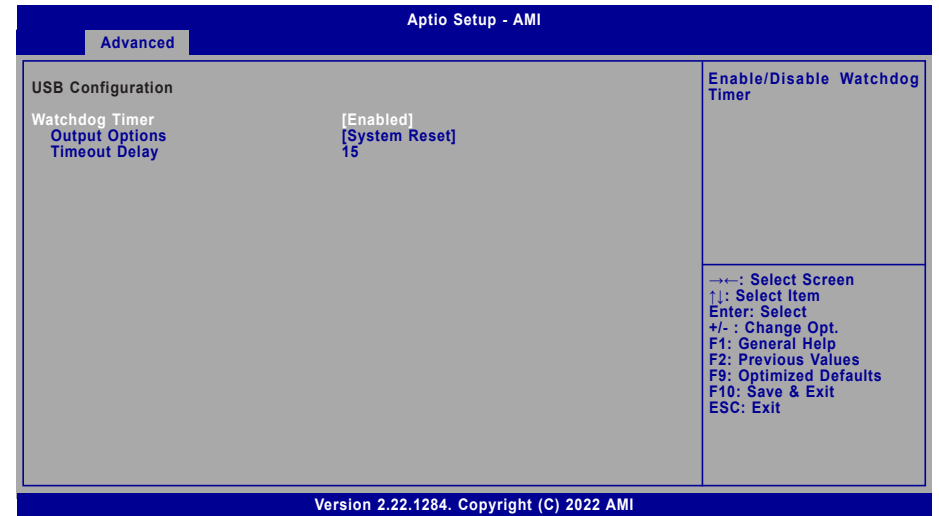 Aptio Setup - AMI
Advanced
USB Configuration
Watchdog Timer [Enabled]
Output Options [System Reset]
Timeout Delay 15
Enable/Disable Watchdog
Timer
→←: Select Screen
↑↓: Select Item
Enter: Select
+/- : Change Opt.
F1: General Help
F2: Previous Values
F9: Optimized Defaults
F10: Save & Exit
ESC: Exit
Version 2.22.1284. Copyright (C) 2022 AMI